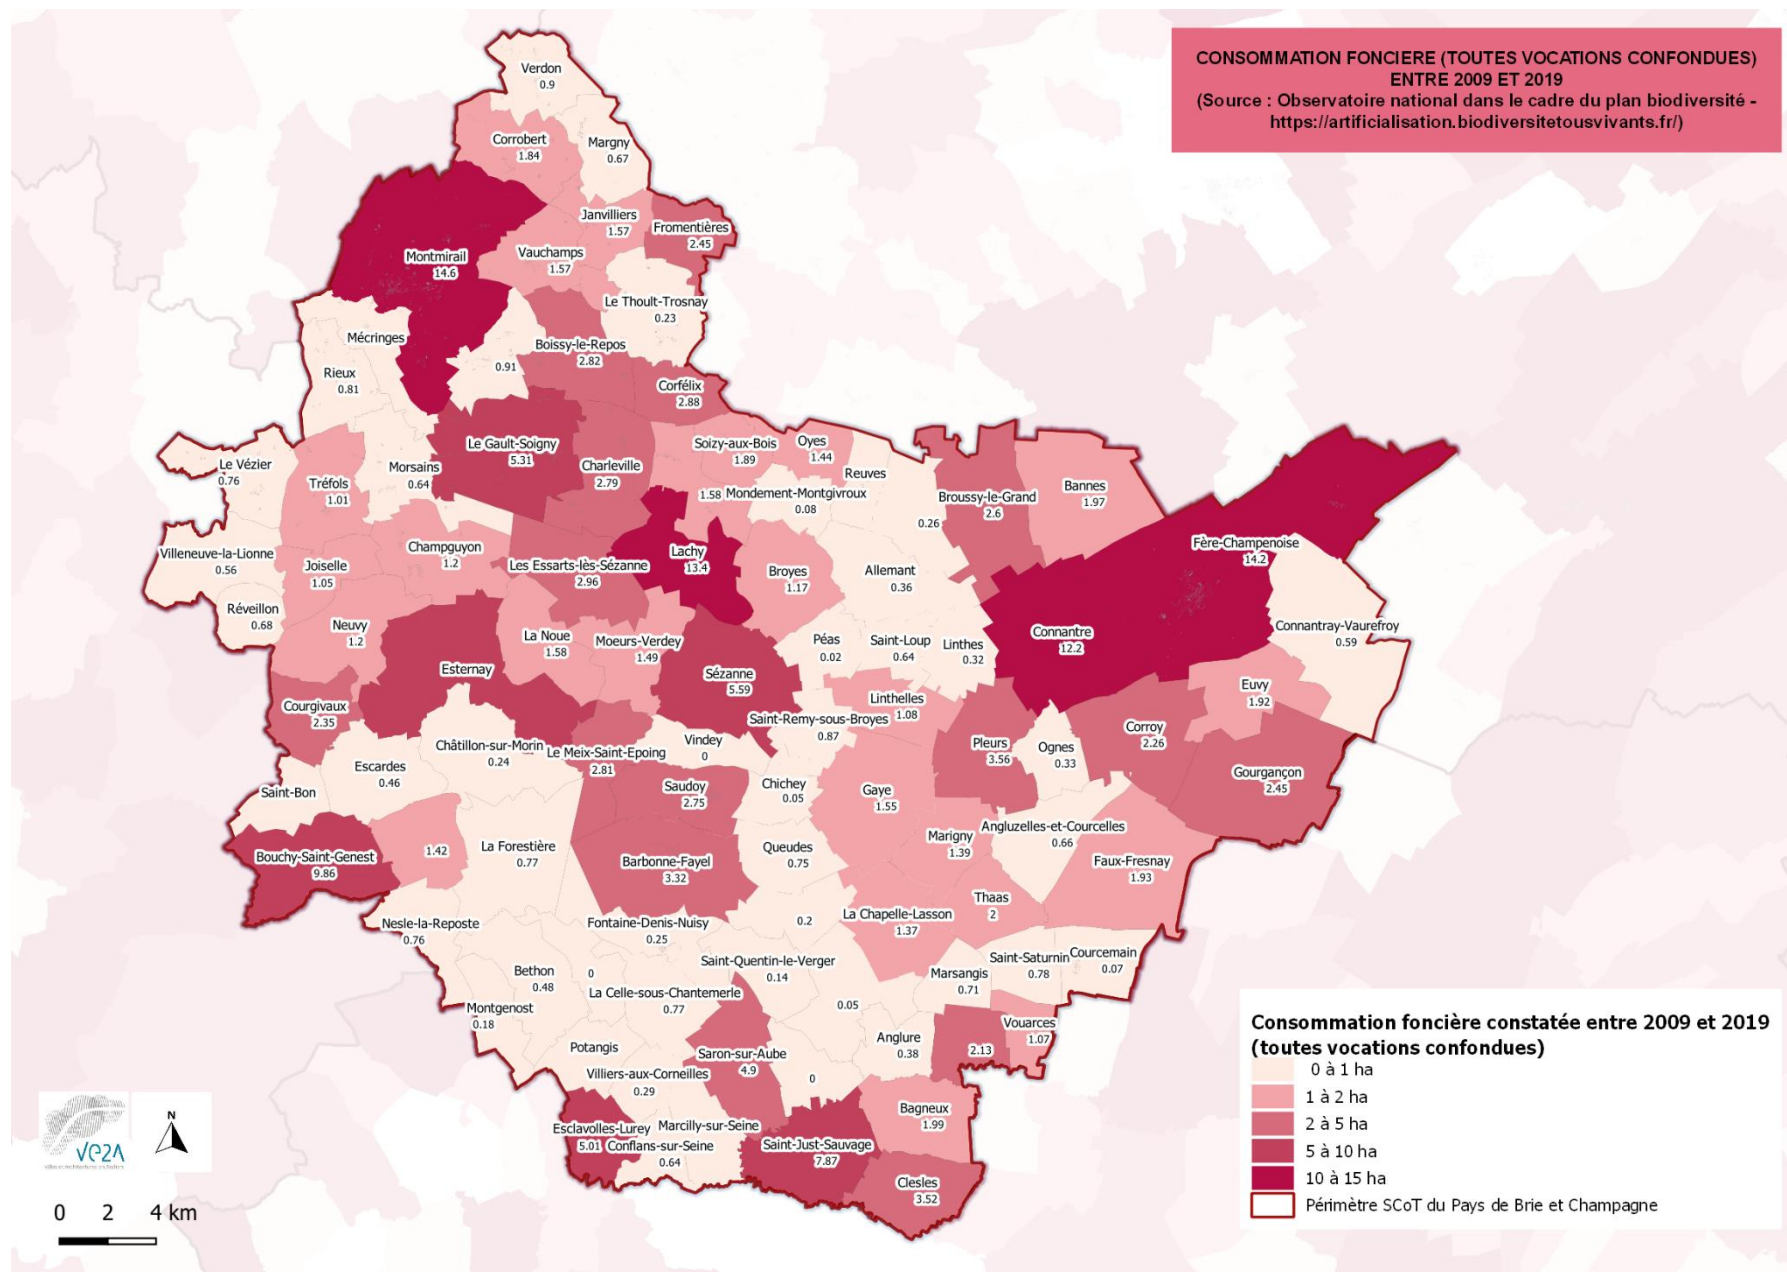 CONSOMMATION FONCIERE (TOUTES VOCATIONS CONFONDUES)
ENTRE 2009 ET 2019
(Source : Observatoire national dans le cadre du plan biodiversité -
https://artificialisation.biodiversitetousvivants.fr/)
Verdon
0.9
Corrobert
1.84
Margny
0.67
Janvilliers
1.57
Fromentières
2.45
Montmirail
14.6
Vauchamps
1.57
Le Thoult-Trosnay
0.23
Mécringes
Boissy-le-Repos
2.82
0.91
Rieux
0.81
Corfélix
2.88
Le Gault-Soigny
5.31
Soizy-aux-Bois
1.89
Oyes
1.44
Reuves
Le Vézier
0.76
Morsains
0.64
Charleville
2.79
Tréfols
1.01
1.58
Mondement-Montgivroux
0.08
Broussy-le-Grand
2.6
Bannes
1.97
0.26
Fère-Champenoise
14.2
Villeneuve-la-Lionne
0.56
Joiselle
1.05
Champguyon
1.2
Les Essarts-lès-Sézanne
2.96
Lachy
13.4
Broyes
1.17
Allemant
0.36
Réveillon
0.68
Neuvy
1.2
La Noue
1.58
Moeurs-Verdey
1.49
Péas
0.02
Saint-Loup
0.64
Linthes
0.32
Connantre
12.2
Connantray-Vaurefroy
0.59
Esternay
Sézanne
5.59
Linthelles
1.08
Euvy
1.92
Courgivaux
2.35
Saint-Remy-sous-Broyes
0.87
Corroy
2.26
Châtillon-sur-Morin
0.24
Le Meix-Saint-Epoing
2.81
Vindey
0
Pleurs
3.56
Ognes
0.33
Escardes
0.46
Gourgançon
2.45
Saint-Bon
Saudoy
2.75
Chichey
0.05
Gaye
1.55
Bouchy-Saint-Genest
9.86
1.42
La Forestière
0.77
Barbonne-Fayel
3.32
Queudes
0.75
Marigny
1.39
Angluzelles-et-Courcelles
0.66
Faux-Fresnay
1.93
Nesle-la-Reposte
0.76
Fontaine-Denis-Nuisy
0.25
0.2
La Chapelle-Lasson
1.37
Thaas
2
Bethon
0.48
0
Saint-Quentin-le-Verger
0.14
Marsangis
0.71
Saint-Saturnin
0.78
Courcemain
0.07
La Celle-sous-Chantemerle
0.77
0.05
Montgenost
0.18
Potangis
Saron-sur-Aube
4.9
Anglure
0.38
2.13
Vouarces
1.07
Villiers-aux-Corneilles
0.29
0
Bagneux
1.99
Esclavolles-Lurey
5.01
Marcilly-sur-Seine
Conflans-sur-Seine
0.64
Saint-Just-Sauvage
7.87
Clesles
3.52
Consommation foncière constatée entre 2009 et 2019
(toutes vocations confondues)
0 à 1 ha
1 à 2 ha
2 à 5 ha
5 à 10 ha
10 à 15 ha
Périmètre SCoT du Pays de Brie et Champagne
N
0 2 4 km